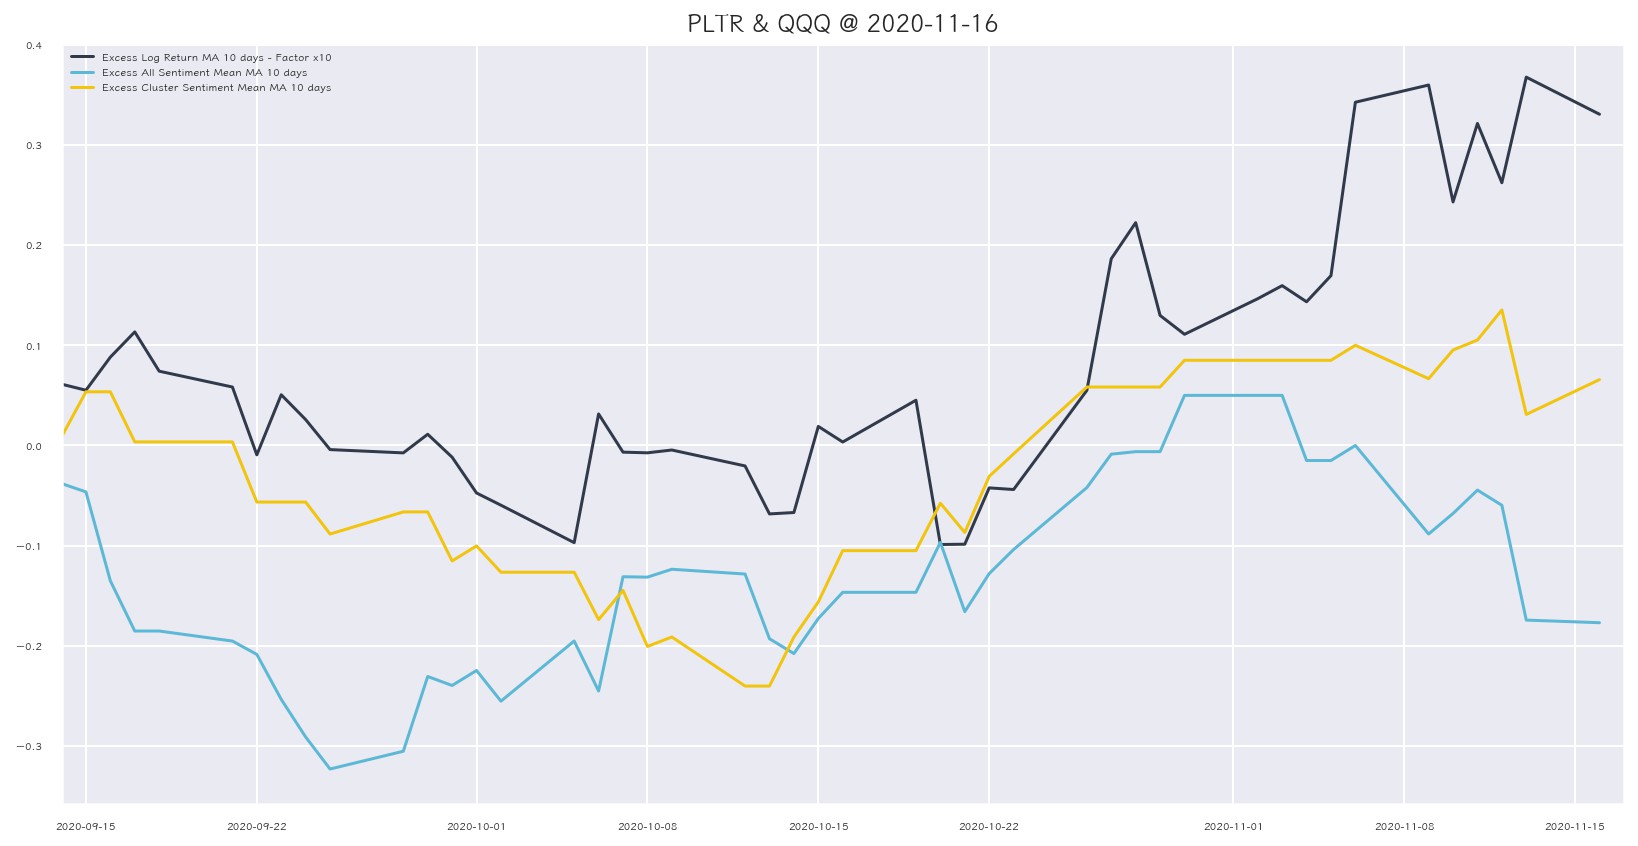 PLTR & QQQ @ 2020-11-16
Excess Log Return MA 10 days - Factor x10
Excess All Sentiment Mean MA 10 days
Excess Cluster Sentiment Mean MA 10 days
0.4
0.3
0.2
0.1
0.0
−0.1
−0.2
−0.3
2020-09-15 2020-09-22 2020-10-01 2020-10-08 2020-10-15 2020-10-22 2020-11-01 2020-11-08 2020-11-15